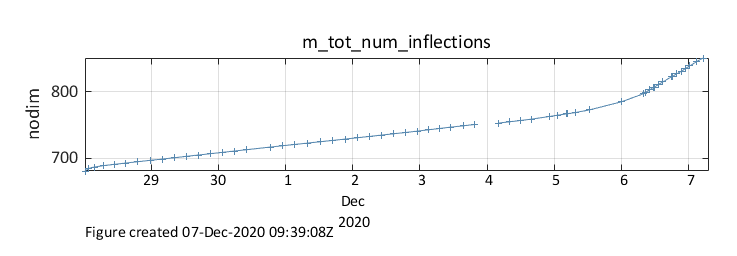 m_tot_num_inflections
nodim
800
700
29 30 1 2 3 4 5 6 7
Dec
2020
Figure created 07-Dec-2020 09:39:08Z